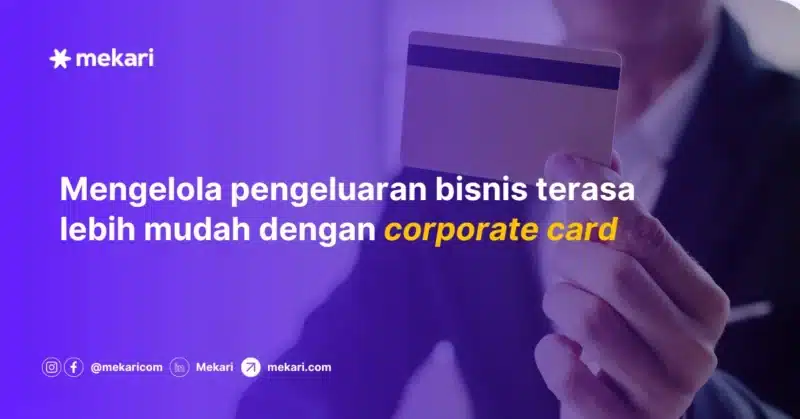 mekari
Mengelola pengeluaran bisnis terasa
lebih mudah dengan corporate card
@mekaricom Mekari mekari.com